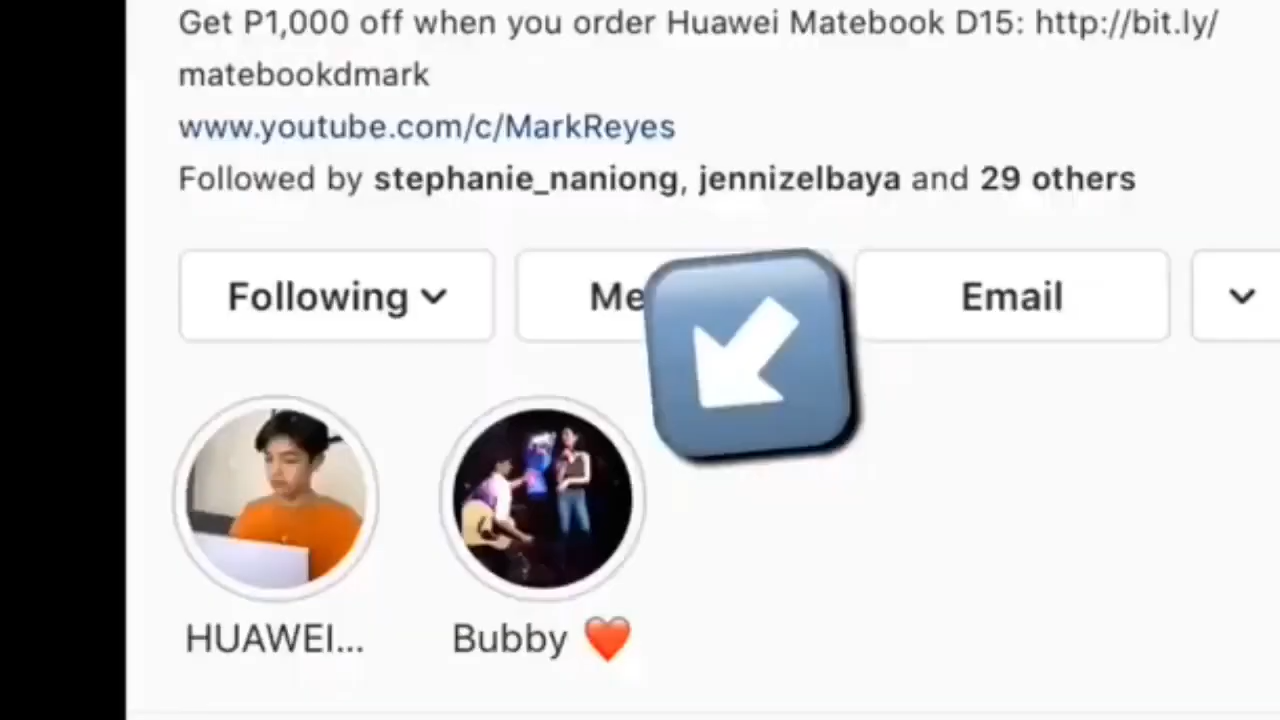 Get P1,000 off when you order Huawei Matebook D15: http://bit.ly/
matebookdmark
www.youtube.com/c/MarkReyes
Followed by stephanie_naniong, jennizelbaya and 29 others
Following Me Email
HUAWEI... Bubby ❤️